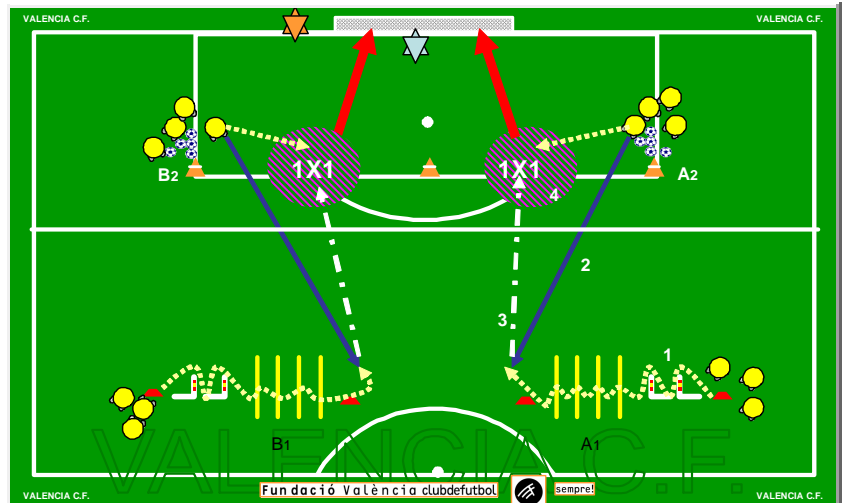 VALENCIA C.F. VALENCIA C.F.
1X1 1X1
B2 4 A2
2
3
1
B1 A1
VALENCIA C.F.
VALENCIA C.F. Fundació València clubdefutbol sempre! VALENCIA C.F.